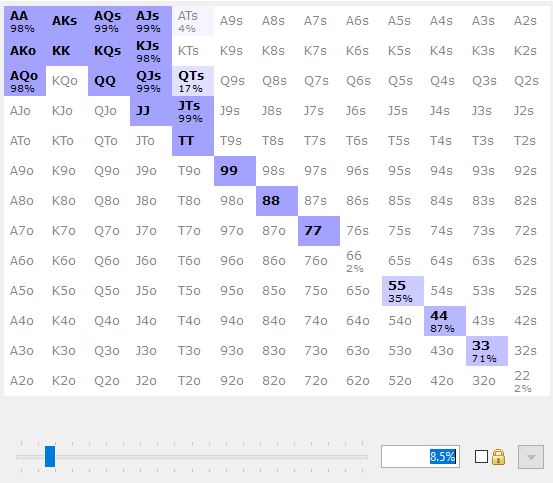 AA AKs AQs AJs ATs A9s A8s A7s A6s A5s A4s A3s A2s
98% 99% 99% 4%
AKo KK KQs KJs KTs K9s K8s K7s K6s K5s K4s K3s K2s
98%
AQo KQo QQ QJs QTs Q9s Q8s Q7s Q6s Q5s Q4s Q3s Q2s
98% 99% 17%
AJo KJo QJo JJ JTs J9s J8s J7s J6s J5s J4s J3s J2s
99%
ATo KTo QTo JTo TT T9s T8s T7s T6s T5s T4s T3s T2s
A9o K9o Q9o J9o T9o 99 98s 97s 96s 95s 94s 93s 92s
A8o K8o Q8o J8o T8o 98o 88 87s 86s 85s 84s 83s 82s
A7o K7o Q7o J7o T7o 97o 87o 77 76s 75s 74s 73s 72s
A6o K6o Q6o J6o T6o 96o 86o 76o 66 65s 64s 63s 62s
2%
A5o K5o Q5o J5o T5o 95o 85o 75o 65o 55 54s 53s 52s
35%
A4o K4o Q4o J4o T4o 94o 84o 74o 64o 54o 44 43s 42s
87%
A3o K3o Q3o J3o T3o 93o 83o 73o 63o 53o 43o 33 32s
71%
A2o K2o Q2o J2o T2o 92o 82o 72o 62o 52o 42o 32o 22
2%
8.5%